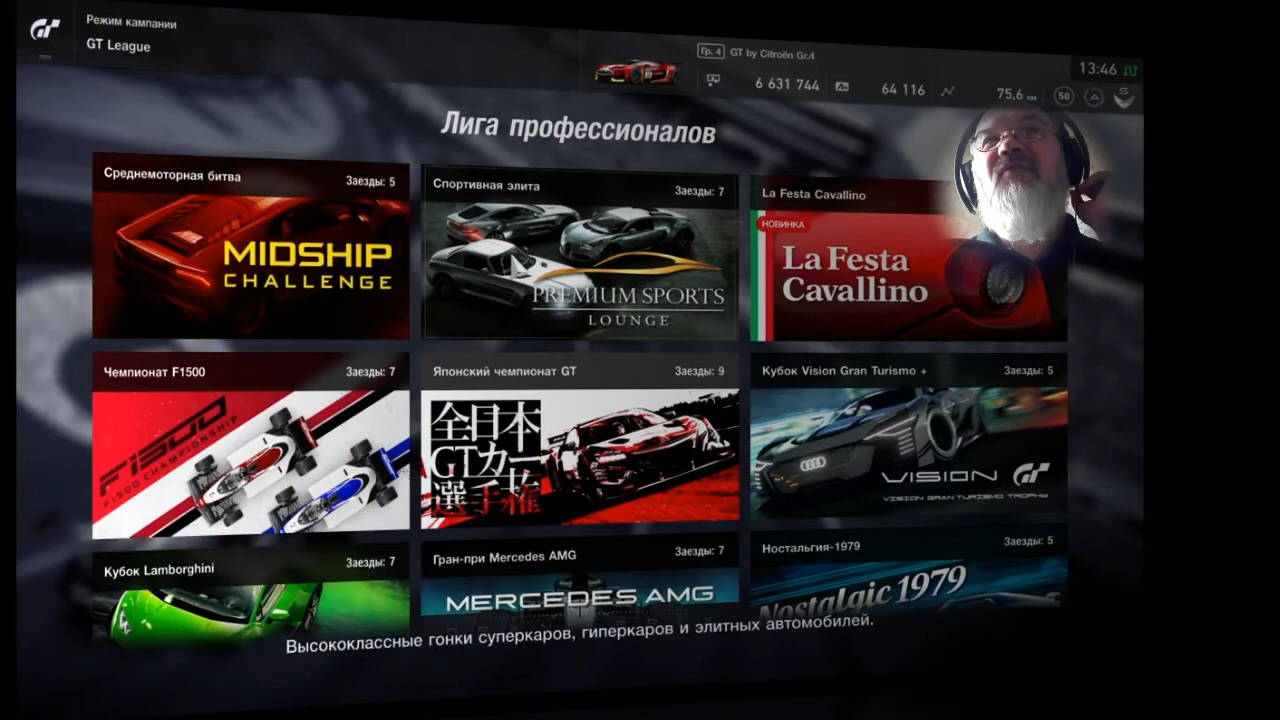 Режим кампании
GT League
Гр. 4 GT by Citroën Gr.4
6 631 744
64 116
75,6 км
50
13:46
Лига профессионалов
Среднемоторная битва
Заезды: 5
MIDSHIP
CHALLENGE
Спортивная элита
Заезды: 7
PREMIUM SPORTS
LOUNGE
La Festa Cavallino
НОВИНКА
La Festa
Cavallino
Чемпионат F1500
Заезды: 7
F1500
F1500 CHAMPIONSHIP
Японский чемпионат GT
Заезды: 9
全日本
GTカー
選手権
Кубок Vision Gran Turismo +
Заезды: 5
VISION GT
VISION GRAN TURISMO TROPHY
Кубок Lamborghini
Заезды: 7
Гран-при Mercedes AMG
Заезды: 7
MERCEDES AMG
Ностальгия-1979
Заезды: 5
Nostalgic 1979
Высококлассные гонки суперкаров, гиперкаров и элитных автомобилей.